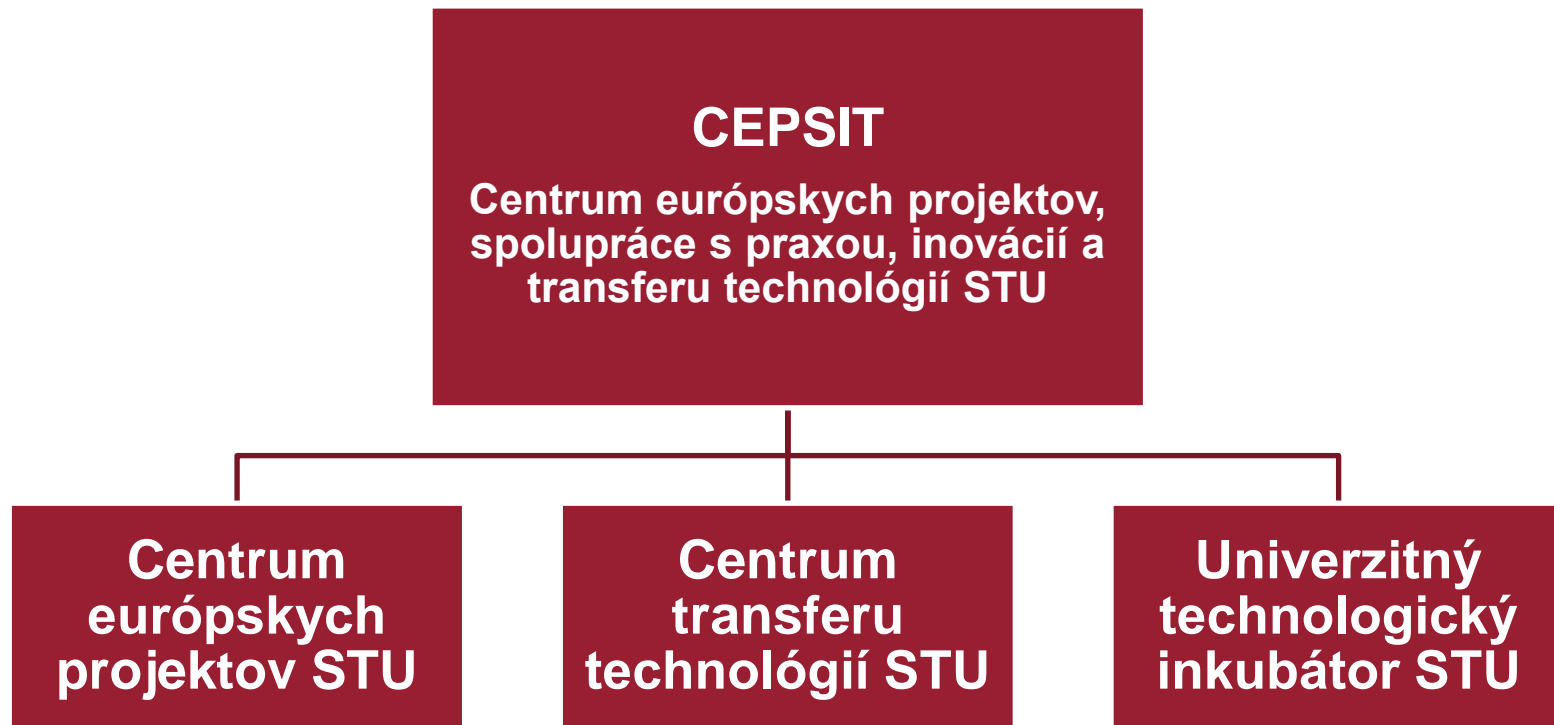 CEPSIT
Centrum európskych projektov,
spolupráce s praxou, inovácií a
transferu technológií STU
Centrum
európskych
projektov STU
Centrum
transferu
technológií STU
Univerzitný
technologický
inkubátor STU